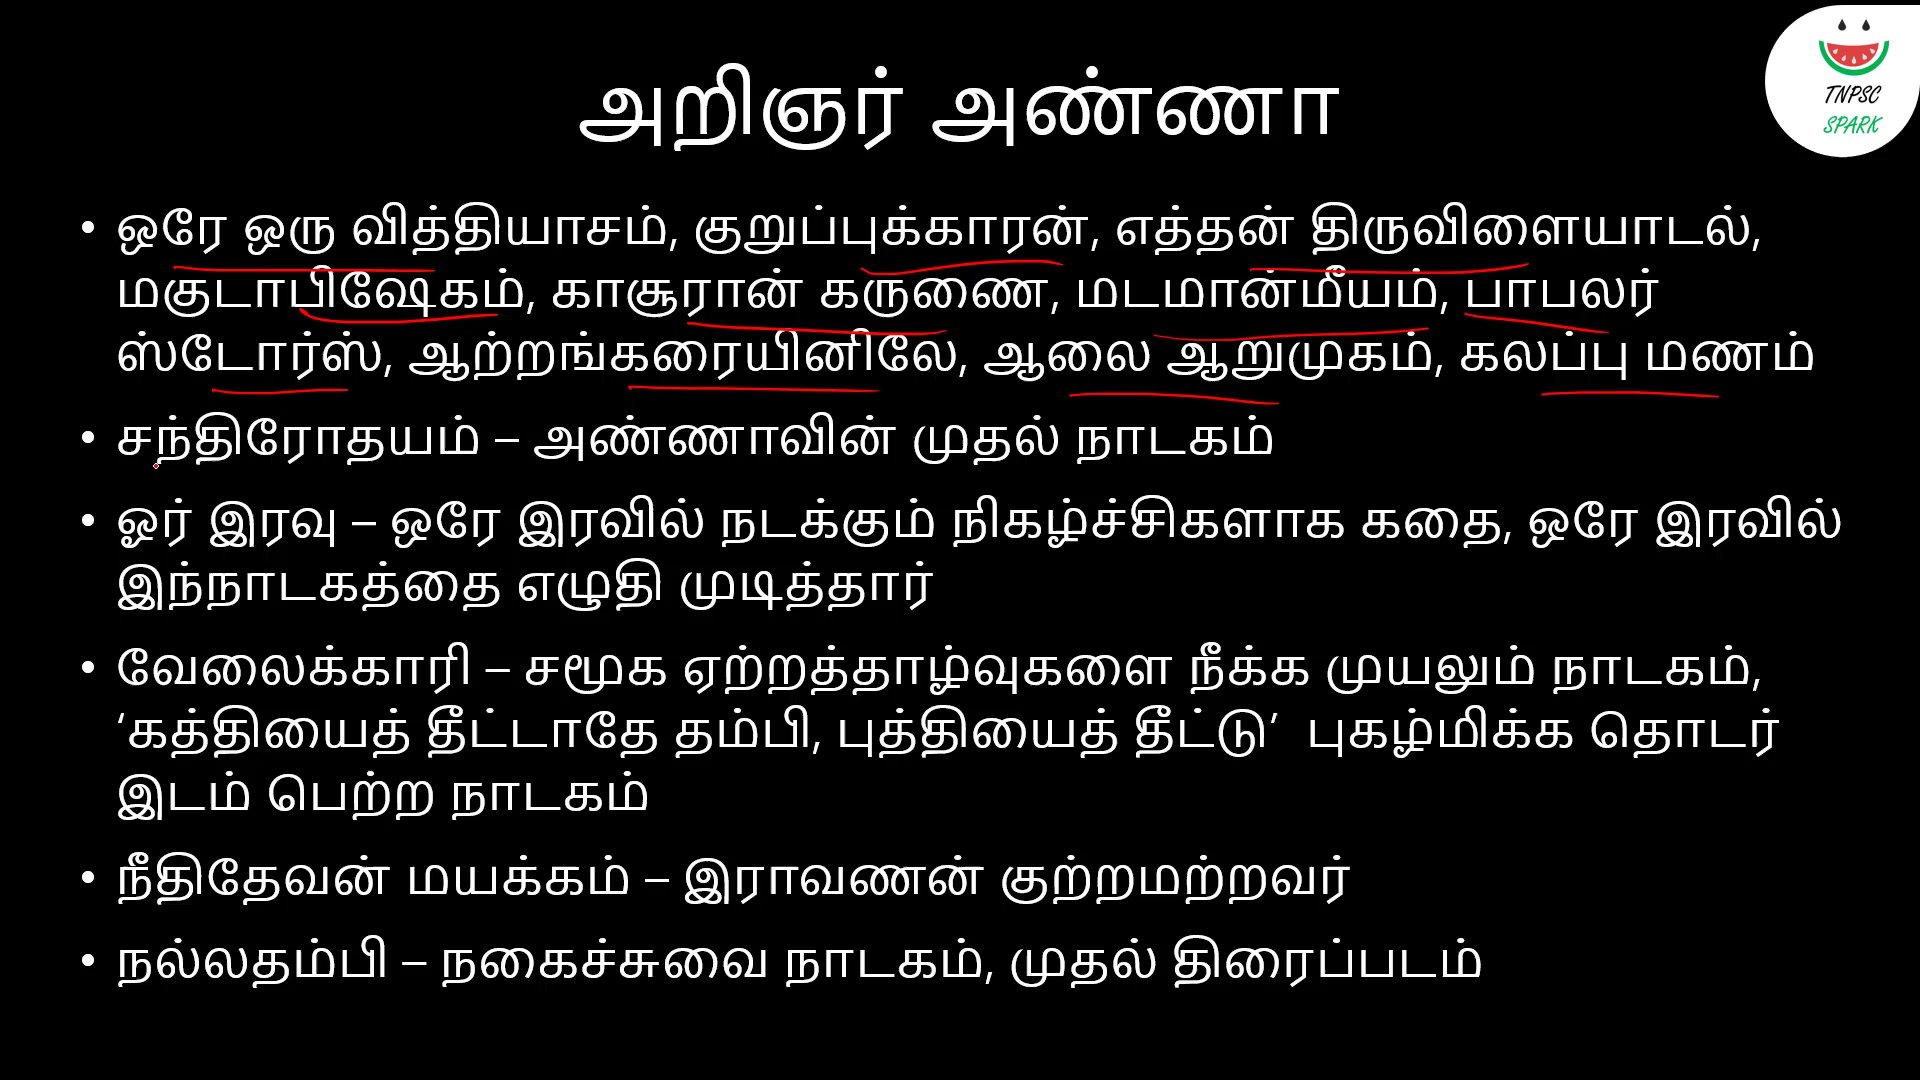 அறிஞர் அண்ணா
TNPSC
SPARK
• ஒரே ஒரு வித்தியாசம், குறுப்புக்காரன், எத்தன் திருவிளையாடல்,
மகுடாபிஷேகம், காசூரான் கருணை, மடமான்மீயம், பாபலர்
ஸ்டோர்ஸ், ஆற்றங்கரையினிலே, ஆலை ஆறுமுகம், கலப்பு மணம்
• சந்திரோதயம் – அண்ணாவின் முதல் நாடகம்
• ஓர் இரவு – ஒரே இரவில் நடக்கும் நிகழ்ச்சிகளாக கதை, ஒரே இரவில்
இந்நாடகத்தை எழுதி முடித்தார்
• வேலைக்காரி – சமூக ஏற்றத்தாழ்வுகளை நீக்க முயலும் நாடகம்,
‘கத்தியைத் தீட்டாதே தம்பி, புத்தியைத் தீட்டு’ புகழ்மிக்க தொடர்
இடம் பெற்ற நாடகம்
• நீதிதேவன் மயக்கம் – இராவணன் குற்றமற்றவர்
• நல்லதம்பி – நகைச்சுவை நாடகம், முதல் திரைப்படம்